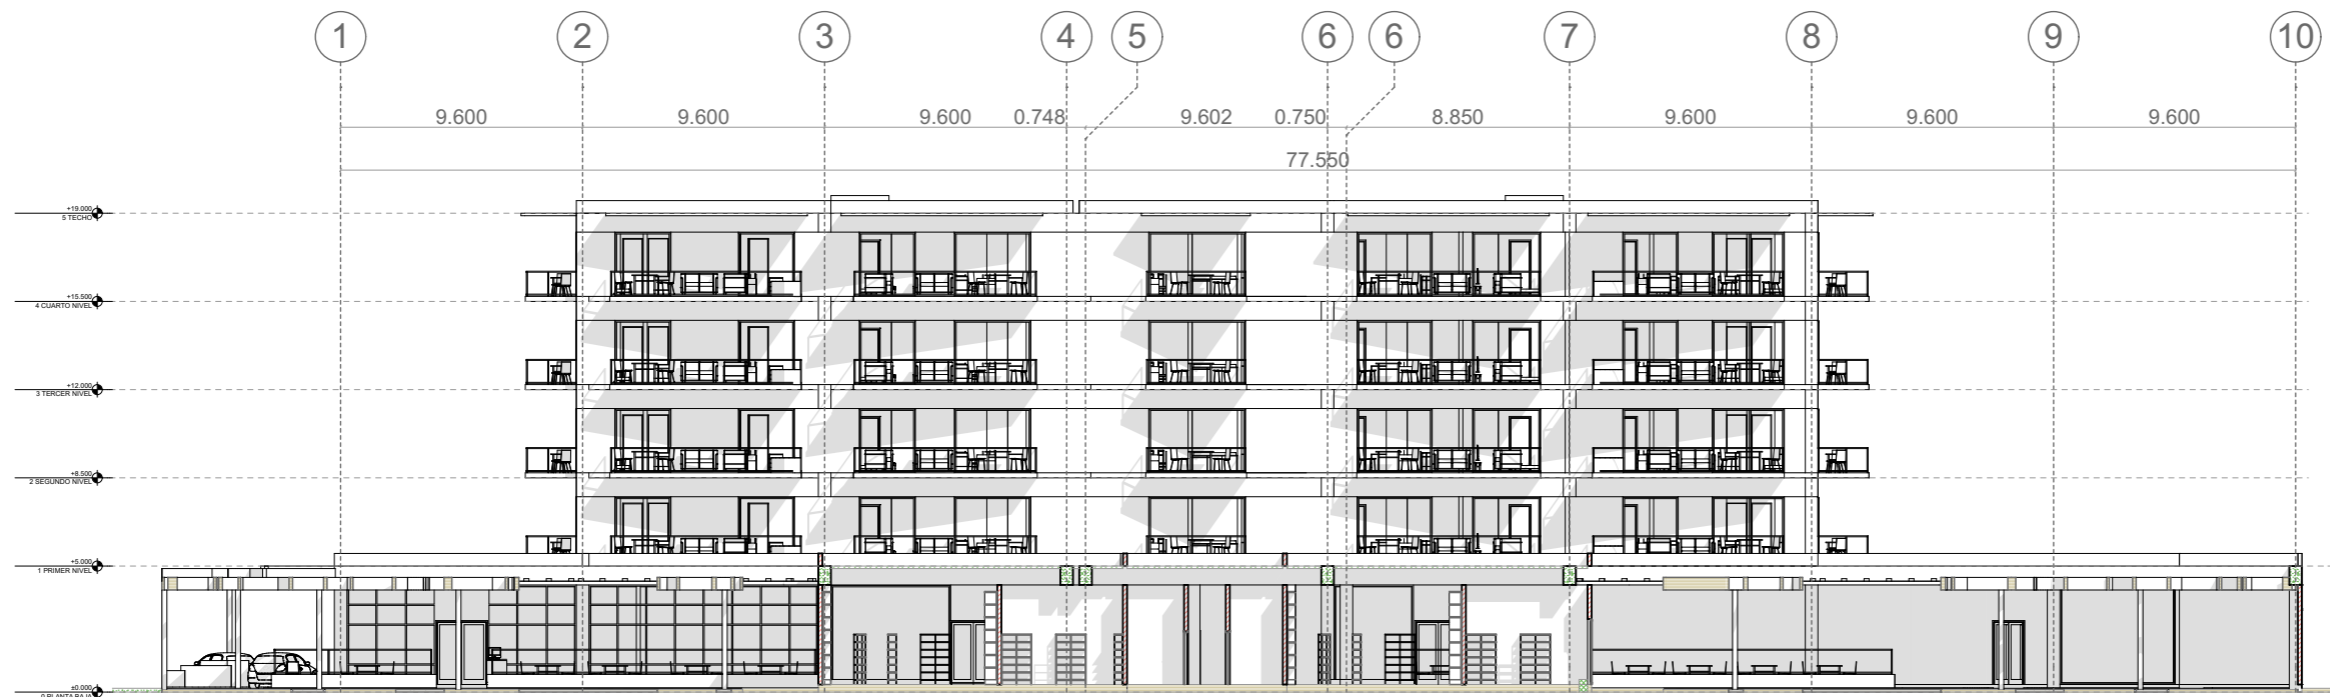 1 2 3 4 5 6 6 7 8 9 10
9.600 9.600 9.600 0.748 9.602 0.750 8.850 9.600 9.600 9.600
77.550
+19.000
5 TECHO
+15.500
4 CUARTO NIVEL
+12.000
3 TERCER NIVEL
+8.500
2 SEGUNDO NIVEL
+5.000
1 PRIMER NIVEL
±0.000
0 PLANTA BAJA